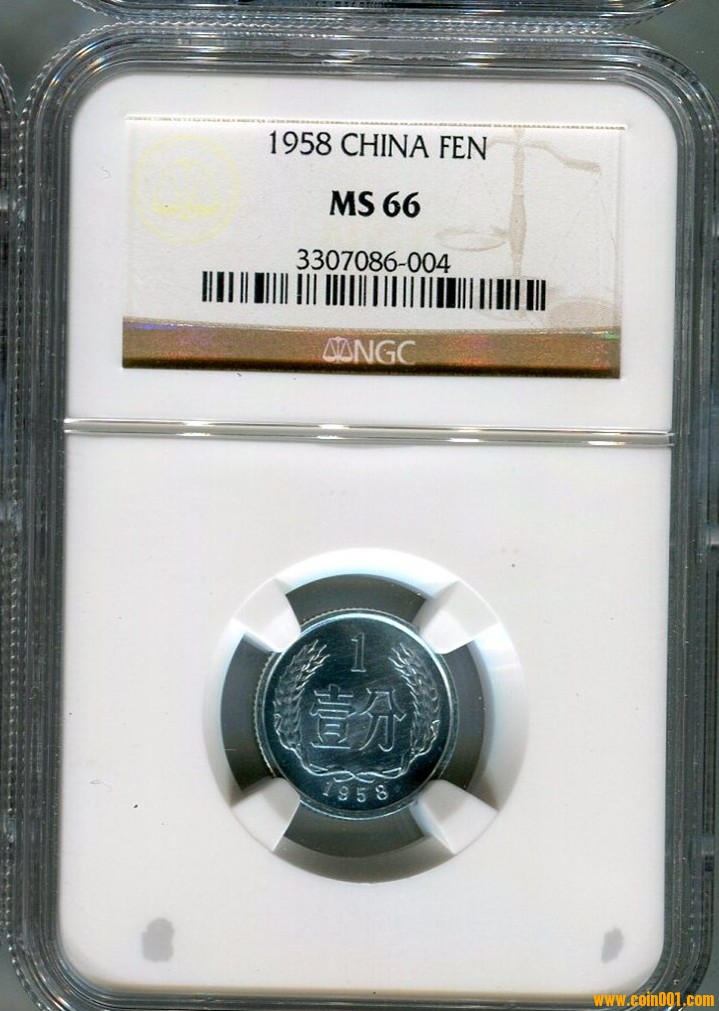 1958 CHINA FEN
MS 66
3307086-004
NGC
1
壹分
1958
www.coin001.com